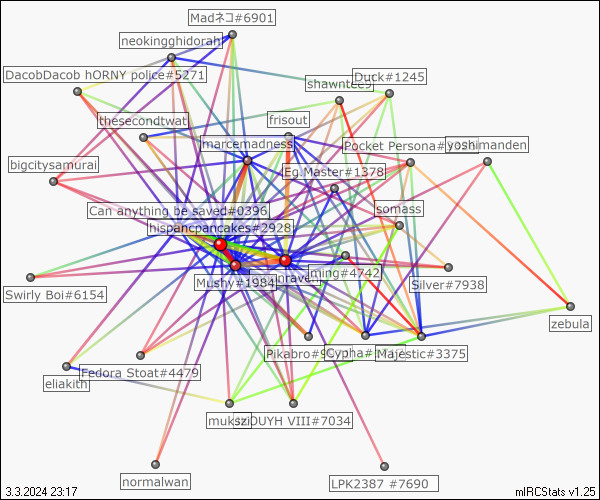 Madネコ#6901
neokingghidorah
DacobDacob hORNY police#5271
shawntee9
Duck#1245
thesecondtwat
frisout
marcemadness
Pocket Persona#
yoshimanden
bigcitysamurai
Eg.Master#1378
Can anything be saved#0396
somass
hispancpancakes#2928
Mushy#1984
ming#4742
Swirly Boi#6154
Silver#7938
zebula
Pikabro#
Cypha#
Majestic#3375
Fedora Stoat#4479
eliakith
DUYH VIII#7034
normalwan
LPK2387 #7690
3.3.2024 23:17
mIRCStats v1.25